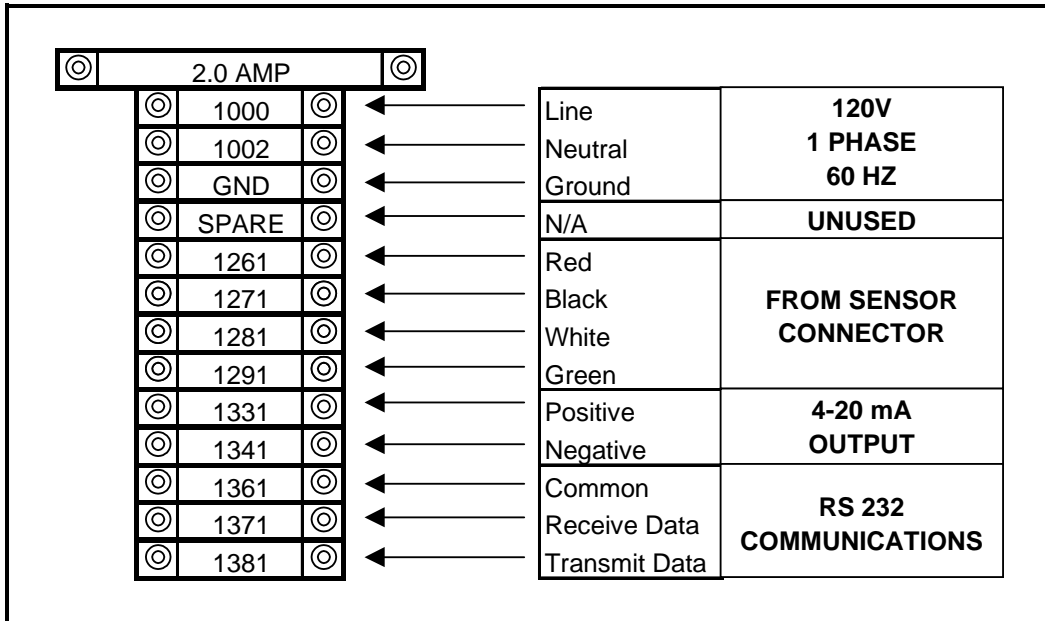 2.0 AMP
1000
1002
GND
SPARE
1261
1271
1281
1291
1331
1341
1361
1371
1381
Line
Neutral
Ground
N/A
Red
Black
White
Green
Positive
Negative
Common
Receive Data
Transmit Data
120V
1 PHASE
60 HZ
UNUSED
FROM SENSOR
CONNECTOR
4-20 mA
OUTPUT
RS 232
COMMUNICATIONS